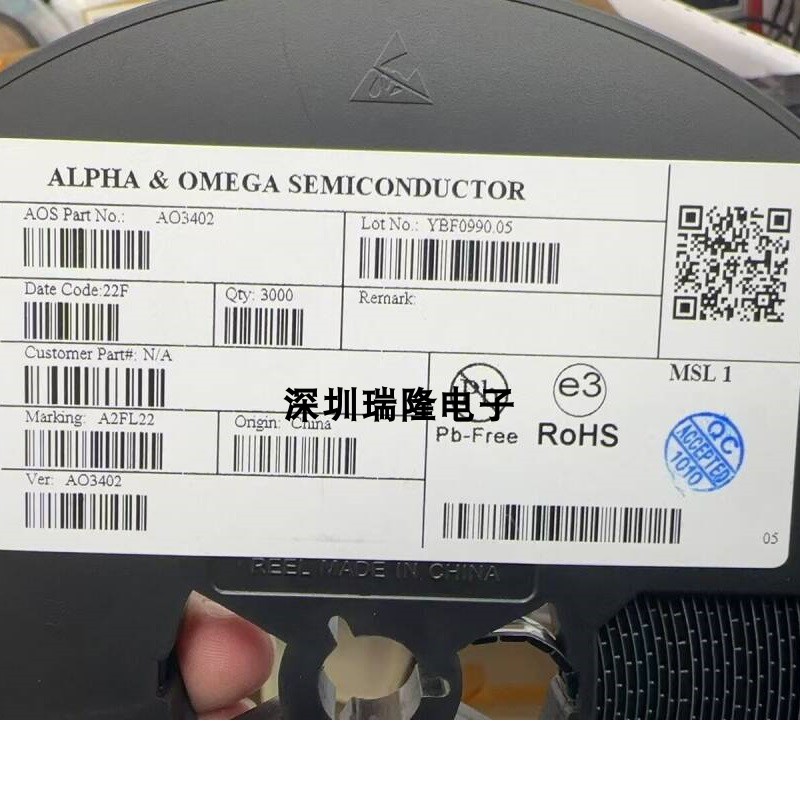 ALPHA & OMEGA SEMICONDUCTOR
AOS Part No.: AO3402
Lot No.: YBF0990.05
Date Code:22F
Qty: 3000
Remark:
Customer Part#: N/A
MSL 1
深圳瑞隆电子
e3
Pb-Free
RoHS
Marking: A2FL22
Origin: China
QC
ACCEPTED
1010
Ver: AO3402
05
REEL MADE IN CHINA